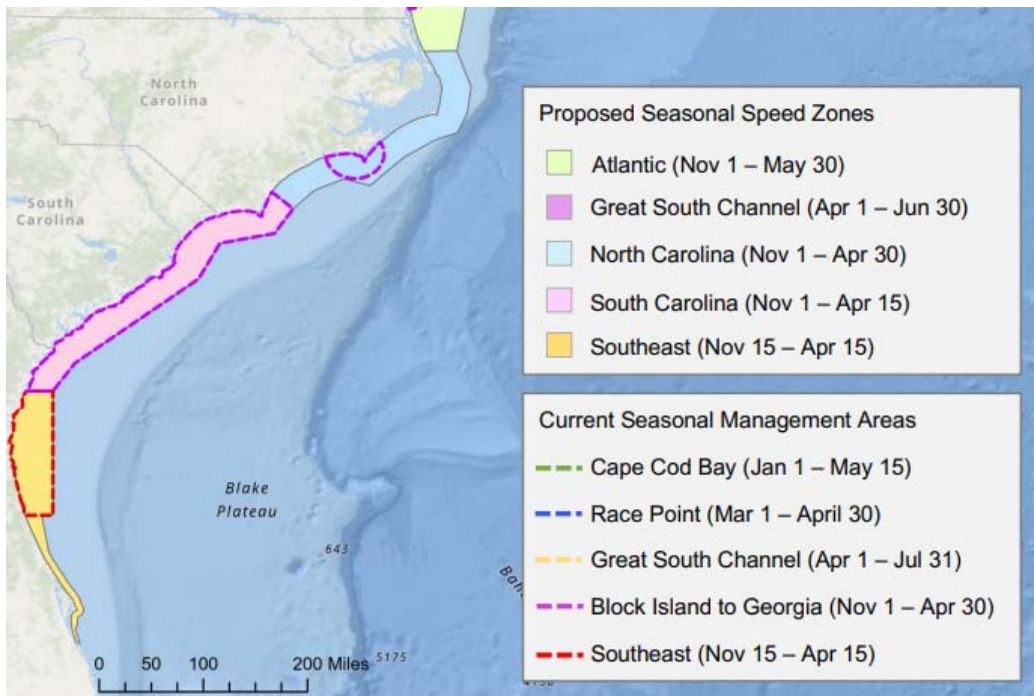 North
Carolina
South
Carolina
Blake
Plateau
643
5175
0 50 100 200 Miles
Proposed Seasonal Speed Zones
Atlantic (Nov 1 – May 30)
Great South Channel (Apr 1 – Jun 30)
North Carolina (Nov 1 – Apr 30)
South Carolina (Nov 1 – Apr 15)
Southeast (Nov 15 – Apr 15)
Current Seasonal Management Areas
Cape Cod Bay (Jan 1 – May 15)
Race Point (Mar 1 – April 30)
Great South Channel (Apr 1 – Jul 31)
Block Island to Georgia (Nov 1 – Apr 30)
Southeast (Nov 15 – Apr 15)